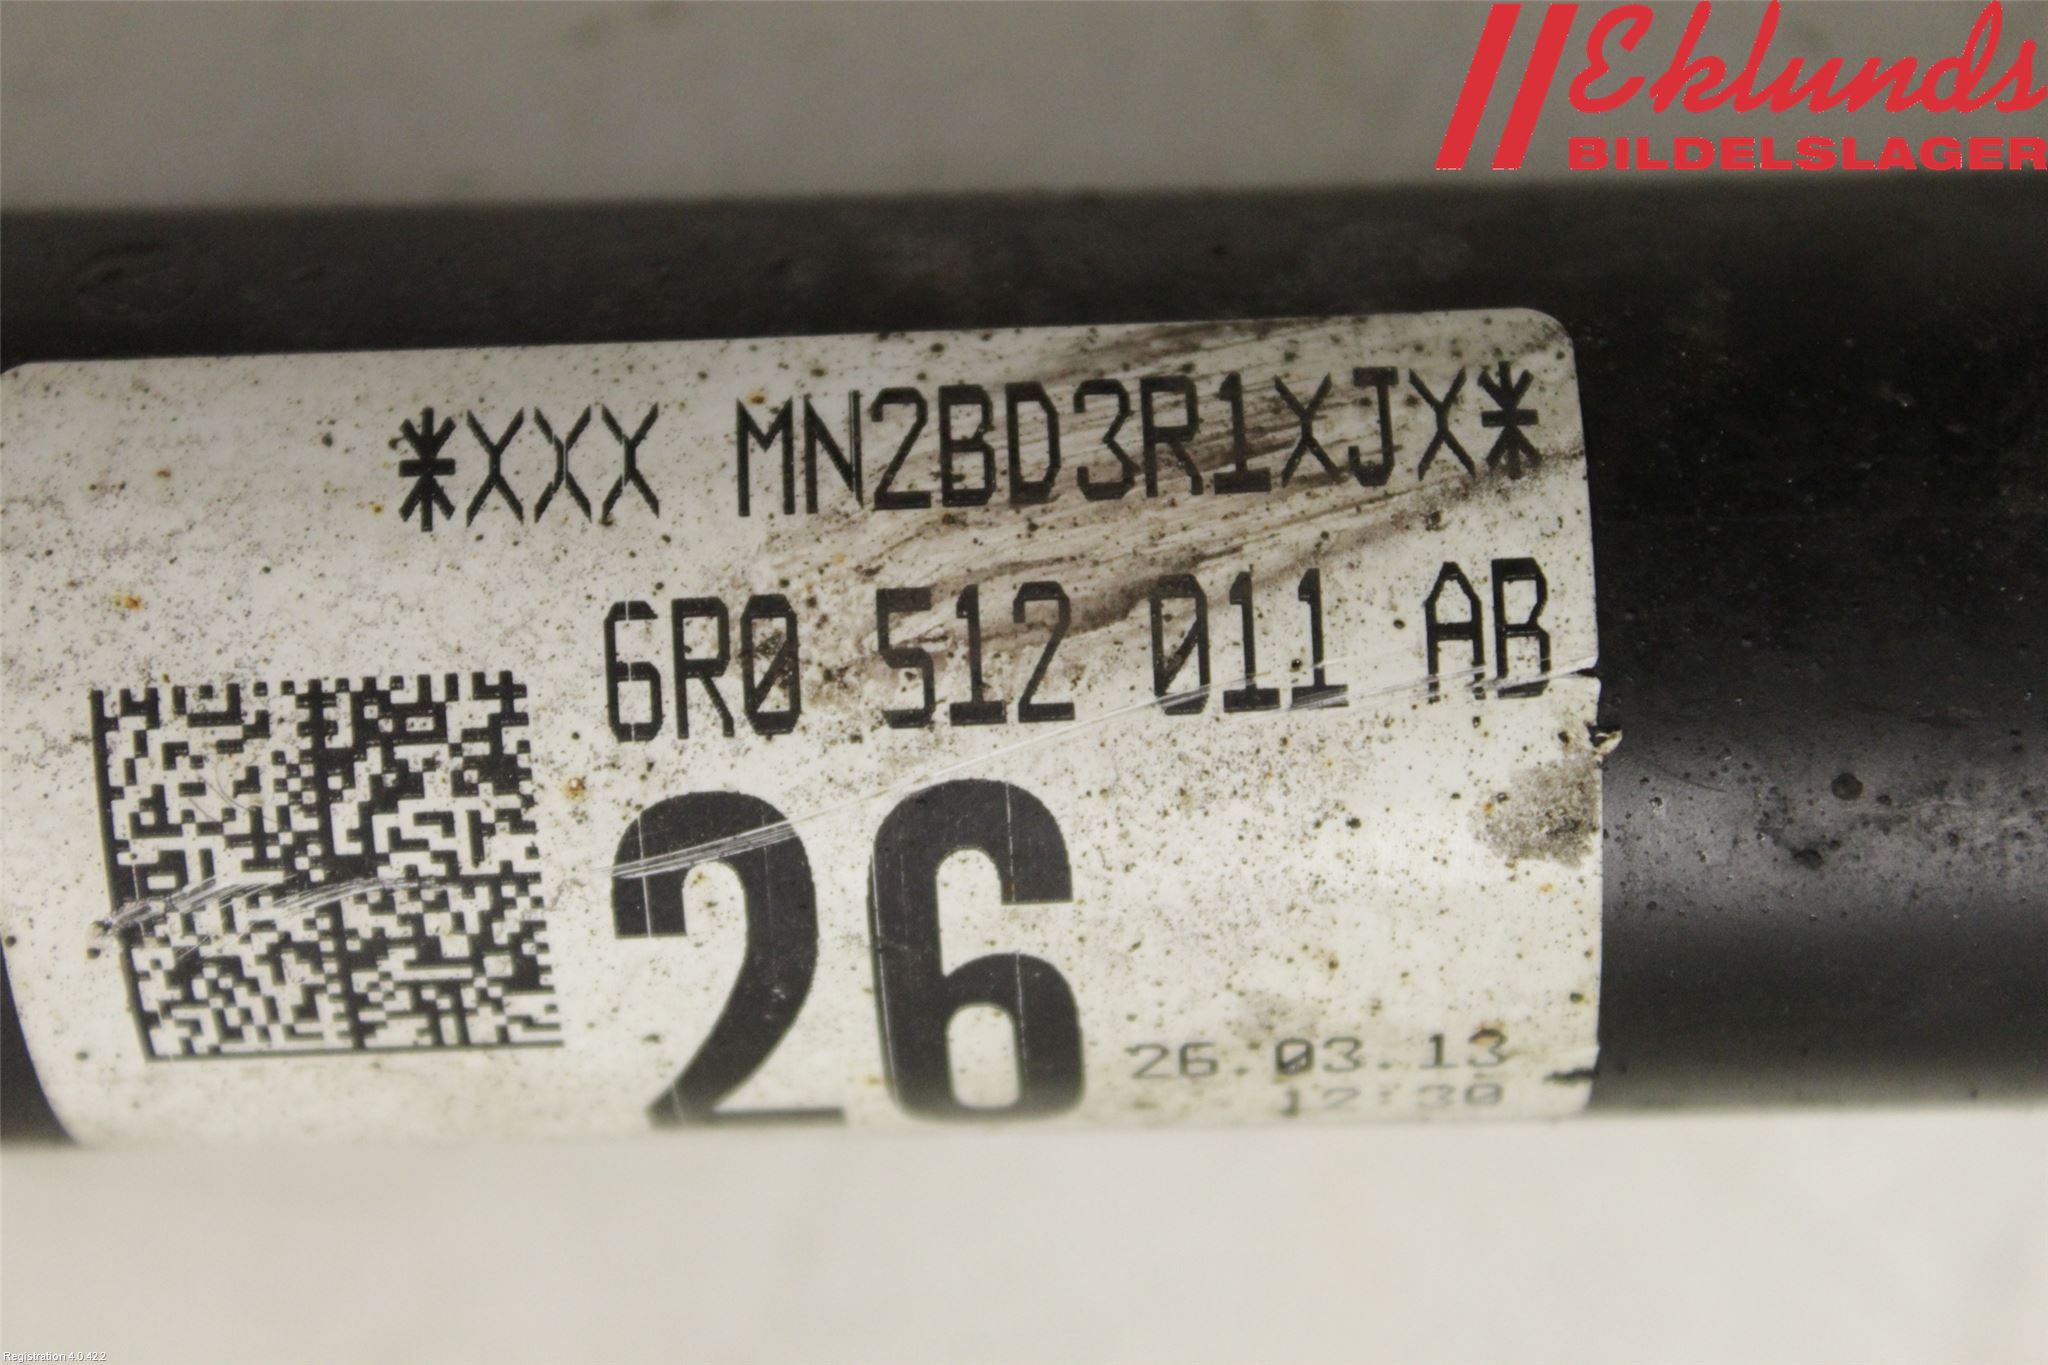 Eklunds
BILDELSLAGER
*XXX MN2BD3R1XJX*
6R0 512 011 AB
26
26.03.13
12:30
Registration 4.0.42.2